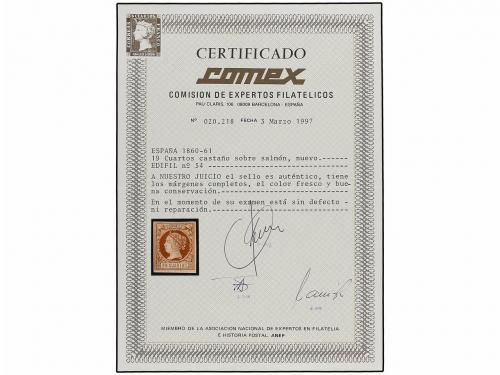 CERTIFICADO
comex
COMISION DE EXPERTOS FILATELICOS
PAU CLARIS, 106 08009 BARCELONA - ESPAÑA
Nº 020.218 FECHA 3 Marzo 1997
ESPAÑA 1860-61
19 Cuartos castaño sobre salmón, nuevo.------
EDIFIL nº 54
A NUESTRO JUICIO el sello es auténtico, tiene
los márgenes completos, el color fresco y bue-
na conservación.
En el momento de su examen está sin defecto -
ni reparación.
MIEMBRO DE LA ASOCIACION NACIONAL DE EXPERTOS EN FILATELIA
E HISTORIA POSTAL. ANEF